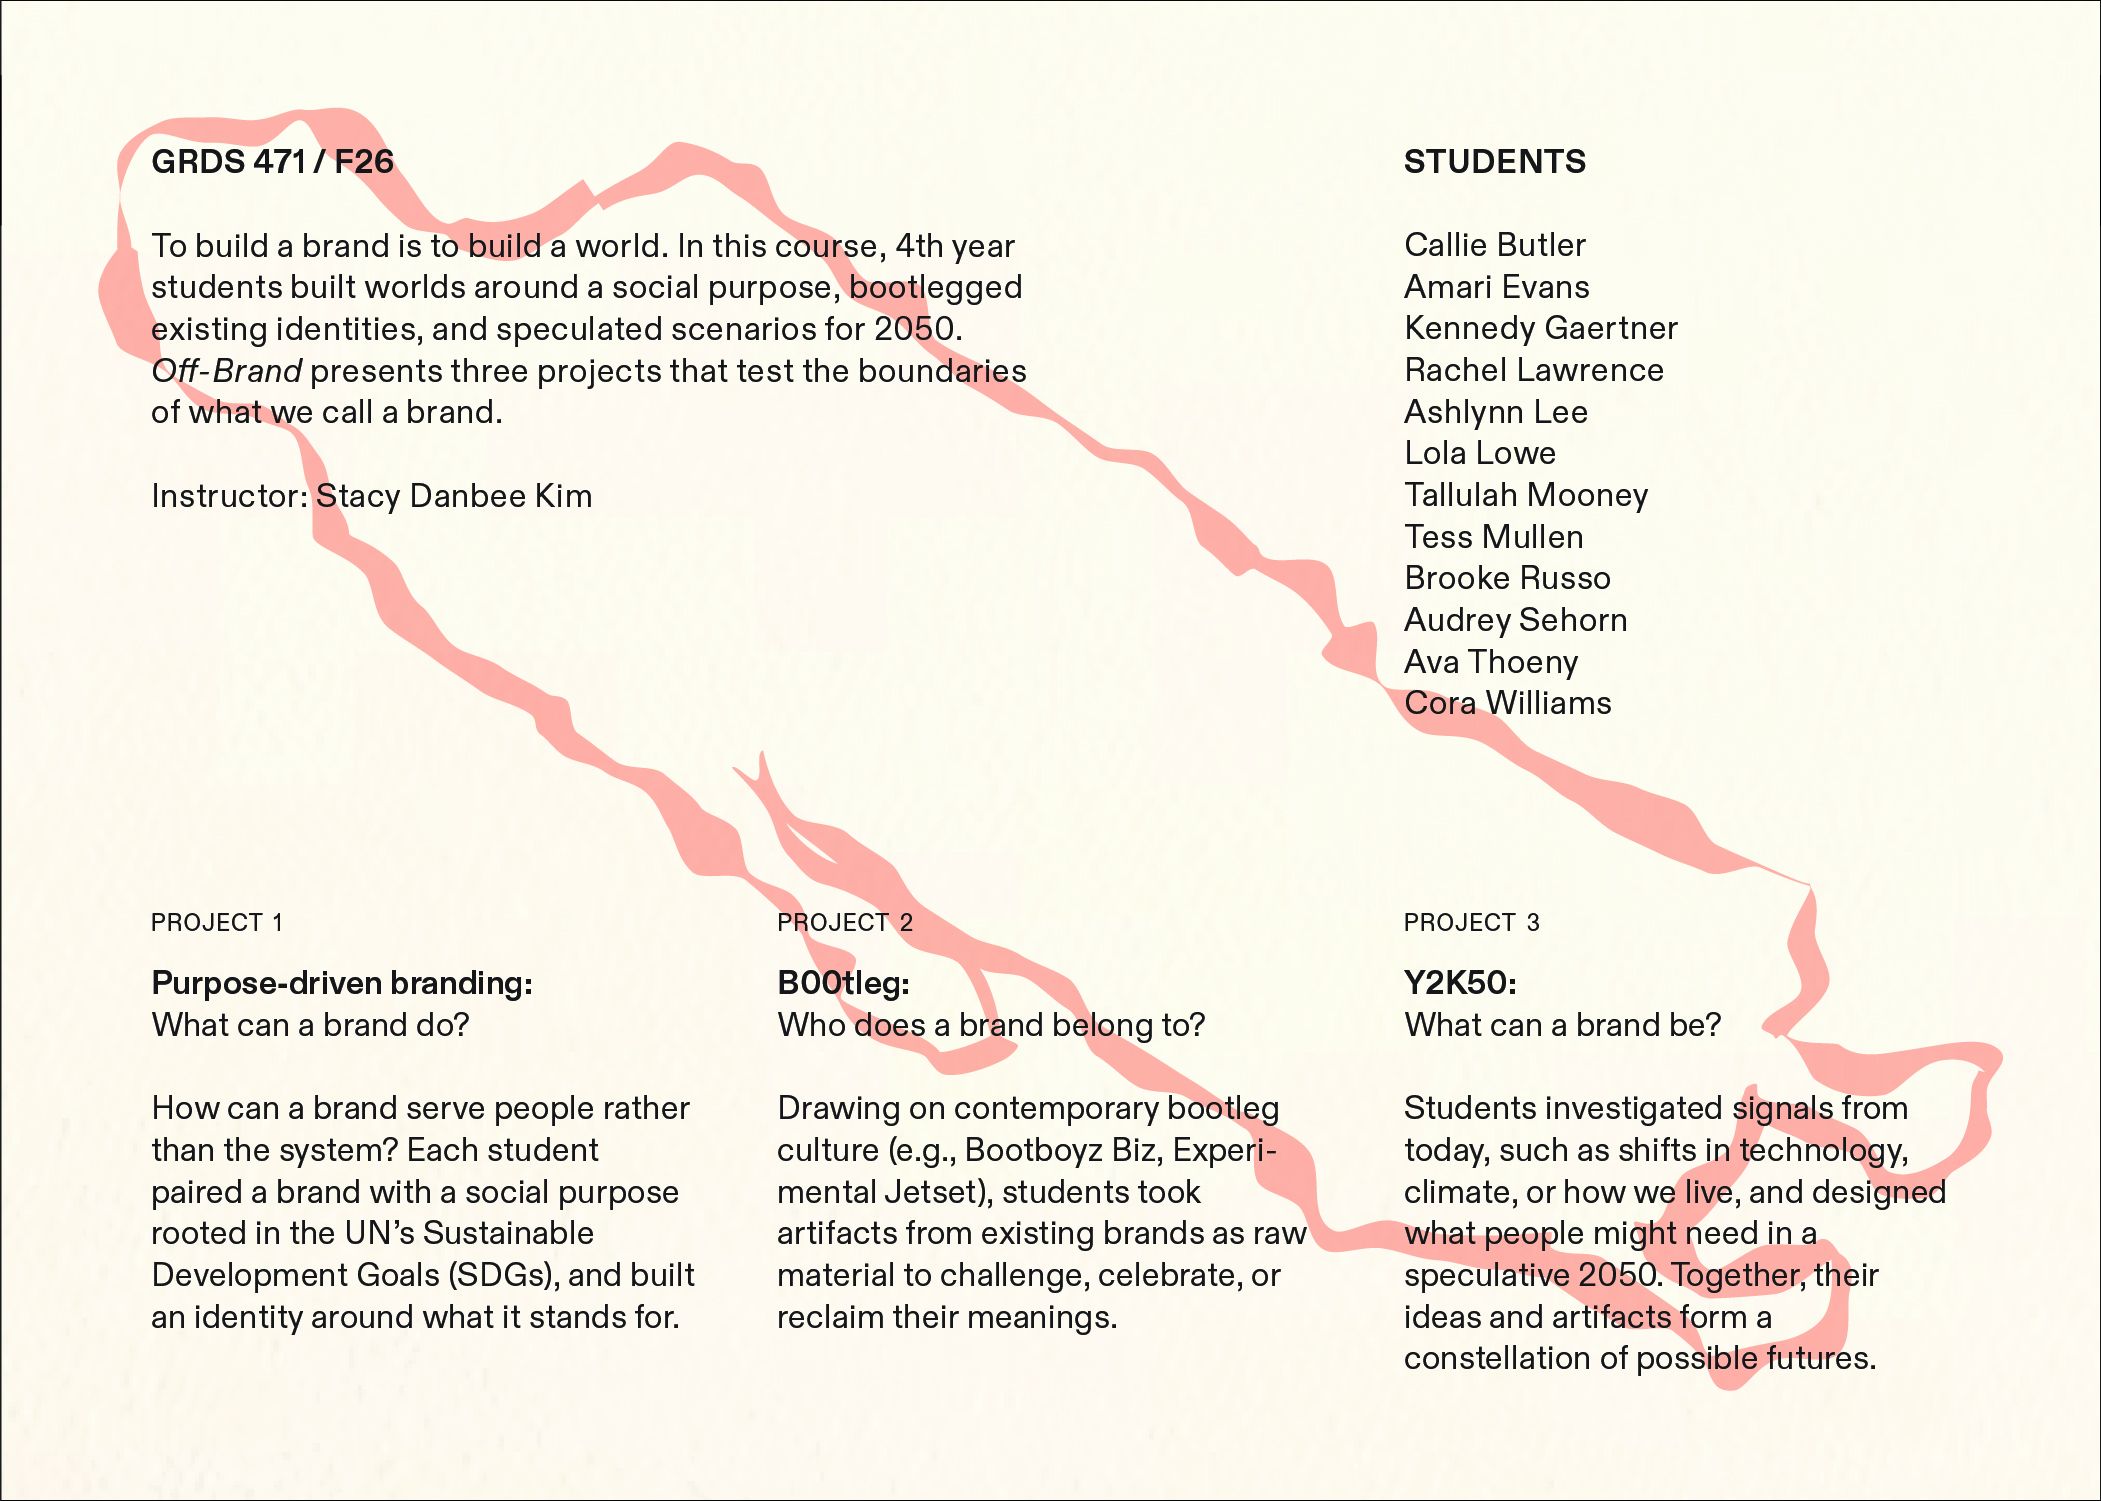 GRDS 471 / F26
To build a brand is to build a world. In this course, 4th year
students built worlds around a social purpose, bootlegged
existing identities, and speculated scenarios for 2050.
Off-Brand presents three projects that test the boundaries
of what we call a brand.
Instructor: Stacy Danbee Kim
STUDENTS
Callie Butler
Amari Evans
Kennedy Gaertner
Rachel Lawrence
Ashlynn Lee
Lola Lowe
Tallulah Mooney
Tess Mullen
Brooke Russo
Audrey Sehorn
Ava Thoeny
Cora Williams
PROJECT 1
Purpose-driven branding:
What can a brand do?
How can a brand serve people rather
than the system? Each student
paired a brand with a social purpose
rooted in the UN’s Sustainable
Development Goals (SDGs), and built
an identity around what it stands for.
PROJECT 2
B00tleg:
Who does a brand belong to?
Drawing on contemporary bootleg
culture (e.g., Bootboyz Biz, Experi-
mental Jetset), students took
artifacts from existing brands as raw
material to challenge, celebrate, or
reclaim their meanings.
PROJECT 3
Y2K50:
What can a brand be?
Students investigated signals from
today, such as shifts in technology,
climate, or how we live, and designed
what people might need in a
speculative 2050. Together, their
ideas and artifacts form a
constellation of possible futures.